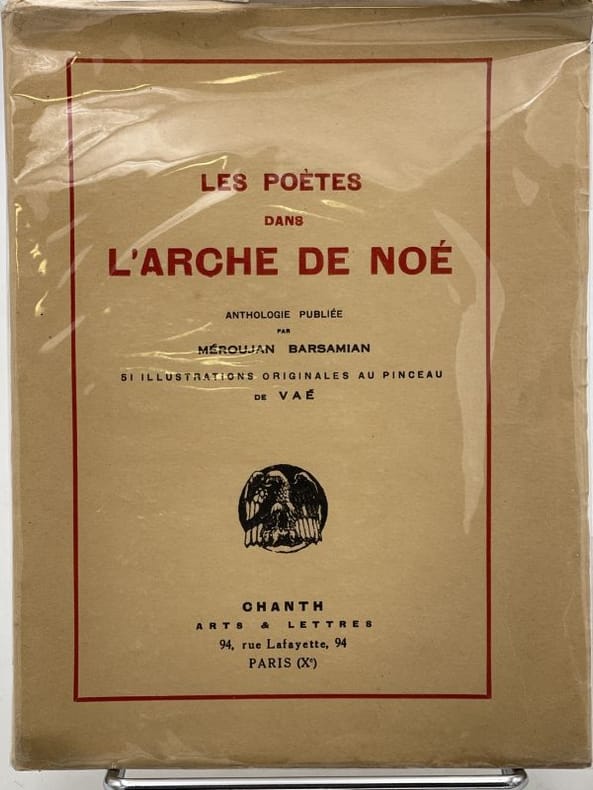 LES POÈTES
DANS
L'ARCHE DE NOÉ
ANTHOLOGIE PUBLIÉE
PAR
MÉROUJAN BARSAMIAN
51 ILLUSTRATIONS ORIGINALES AU PINCEAU
DE VAÉ
CHANTH
ARTS & LETTRES
94, rue Lafayette, 94
PARIS (Xᵉ)